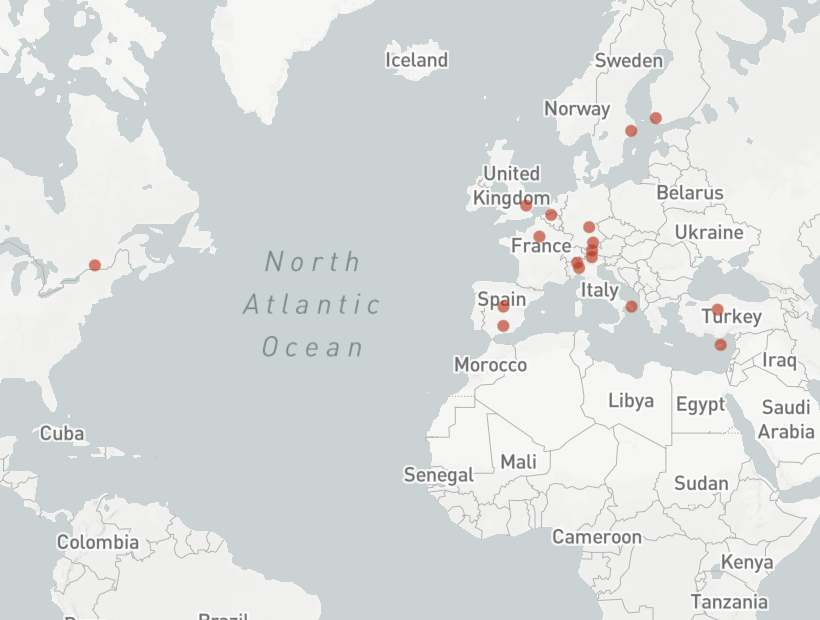 Iceland
Sweden
Norway
United
Kingdom
Belarus
Ukraine
France
North
Atlantic
Ocean
Italy
Spain
Turkey
Morocco
Iraq
Libya
Egypt
Saudi
Arabia
Cuba
Mali
Senegal
Sudan
Colombia
Cameroon
Kenya
Tanzania